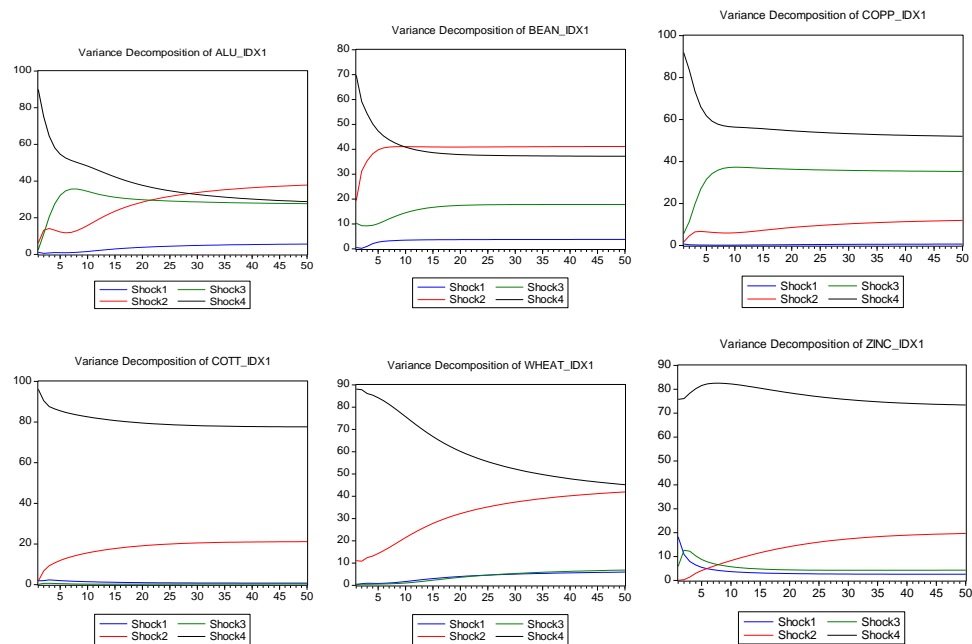 Variance Decomposition of ALU_IDX1
100
80
60
40
20
0
5 10 15 20 25 30 35 40 45 50
Shock1 Shock3
Shock2 Shock4
Variance Decomposition of BEAN_IDX1
80
70
60
50
40
30
20
10
0
5 10 15 20 25 30 35 40 45 50
Shock1 Shock3
Shock2 Shock4
Variance Decomposition of COPP_IDX1
100
80
60
40
20
0
5 10 15 20 25 30 35 40 45 50
Shock1 Shock3
Shock2 Shock4
Variance Decomposition of COTT_IDX1
100
80
60
40
20
0
5 10 15 20 25 30 35 40 45 50
Shock1 Shock3
Shock2 Shock4
Variance Decomposition of WHEAT_IDX1
90
80
70
60
50
40
30
20
10
0
5 10 15 20 25 30 35 40 45 50
Shock1 Shock3
Shock2 Shock4
Variance Decomposition of ZINC_IDX1
90
80
70
60
50
40
30
20
10
0
5 10 15 20 25 30 35 40 45 50
Shock1 Shock3
Shock2 Shock4